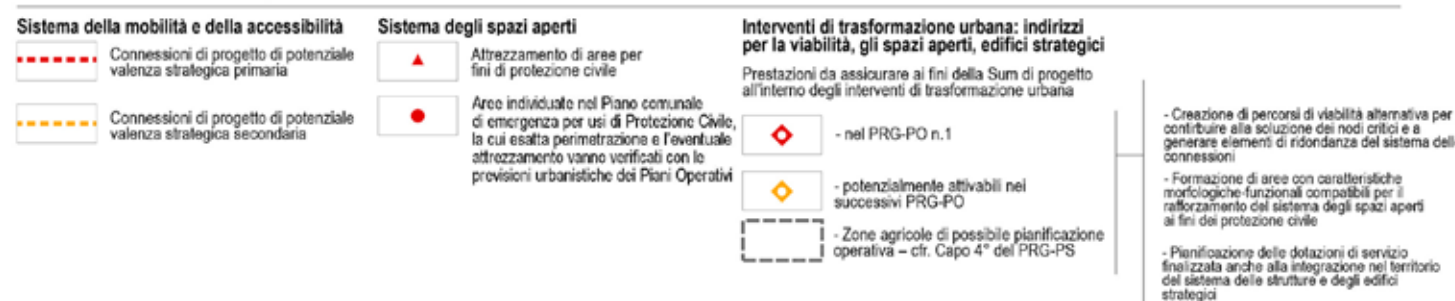 Sistema della mobilità e della accessibilità
Connessioni di progetto di potenziale
valenza strategica primaria
Connessioni di progetto di potenziale
valenza strategica secondaria
Sistema degli spazi aperti
Attrezzamento di aree per
fini di protezione civile
Aree individuate nel Piano comunale
di emergenza per usi di Protezione Civile,
la cui esatta perimetrazione e l'eventuale
attrezzamento vanno verificati con le
previsioni urbanistiche dei Piani Operativi
Interventi di trasformazione urbana: indirizzi
per la viabilità, gli spazi aperti, edifici strategici
Prestazioni da assicurare ai fini della Sum di progetto
all'interno degli interventi di trasformazione urbana
- nel PRG-PO n.1
- potenzialmente attivabili nei
successivi PRG-PO
- Zone agricole di possibile pianificazione
operativa – cfr. Capo 4° del PRG-PS
- Creazione di percorsi di viabilità alternativa per
contribuire alla soluzione dei nodi critici e a
generare elementi di ridondanza del sistema dell
connessioni
- Formazione di aree con caratteristiche
morfologiche-funzionali compatibili per il
rafforzamento del sistema degli spazi aperti
ai fini dei protezione civile
- Pianificazione delle dotazioni di servizio
finalizzata anche alla integrazione nel territorio
del sistema delle strutture e degli edifici
strategici